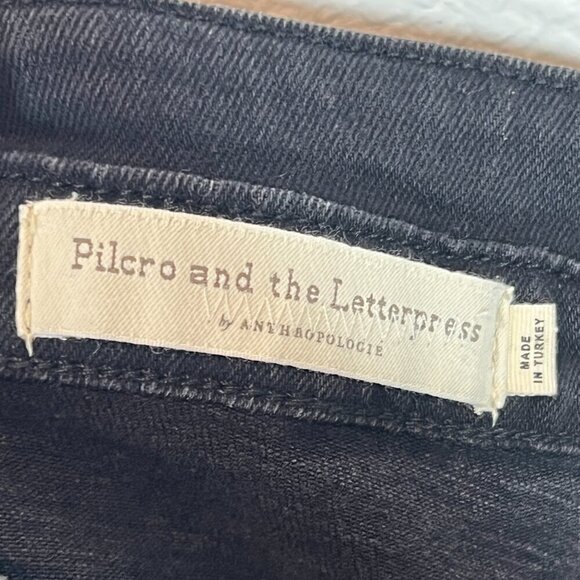 Pilcro and the Letterpress
by ANTHROPOLOGIE
MADE
IN TURKEY